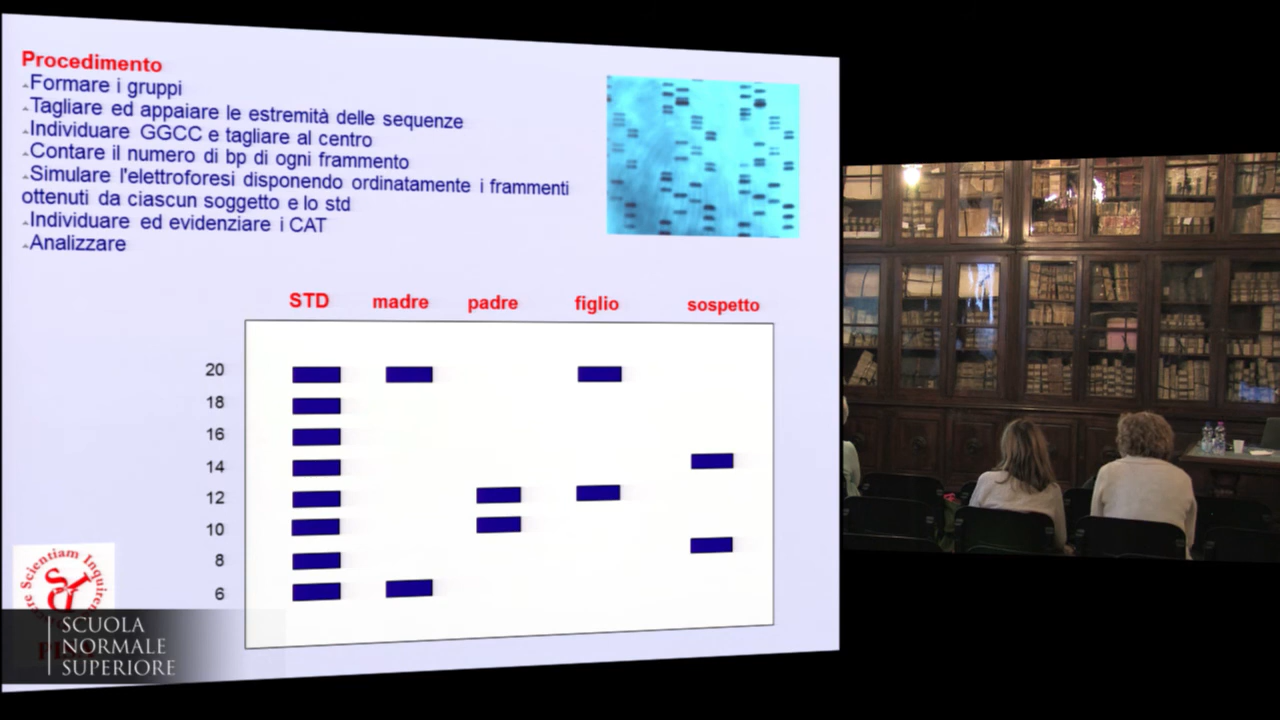 Procedimento
Formare i gruppi
Tagliare ed appaiare le estremità delle sequenze
Individuare GGCC e tagliare al centro
Contare il numero di bp di ogni frammento
Simulare l'elettroforesi disponendo ordinatamente i frammenti
ottenuti da ciascun soggetto e lo std
Individuare ed evidenziare i CAT
Analizzare
STD madre padre figlio sospetto
20
18
16
14
12
10
8
6
Scientiam Inquirendo
SCUOLA
NORMALE
SUPERIORE